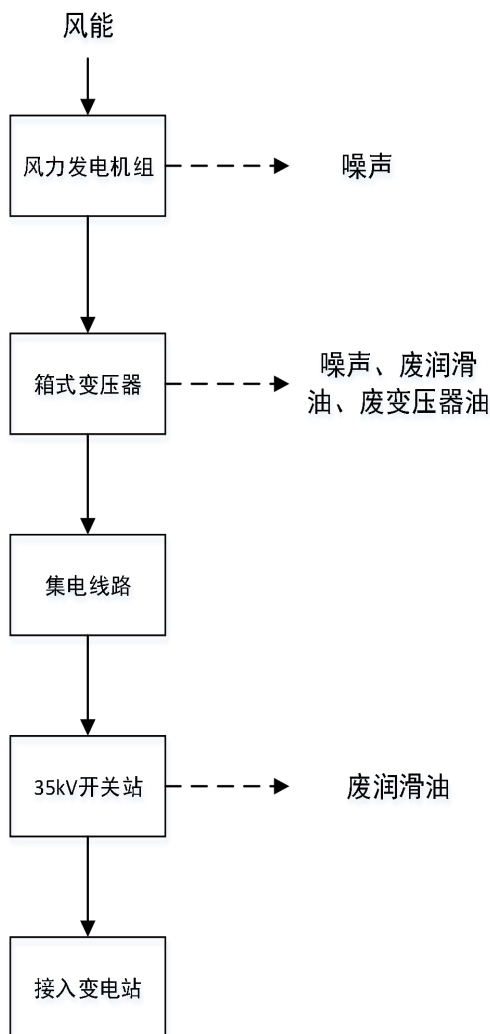 风能
风力发电机组
噪声
箱式变压器
噪声、废润滑
油、废变压器油
集电线路
35kV开关站
废润滑油
接入变电站